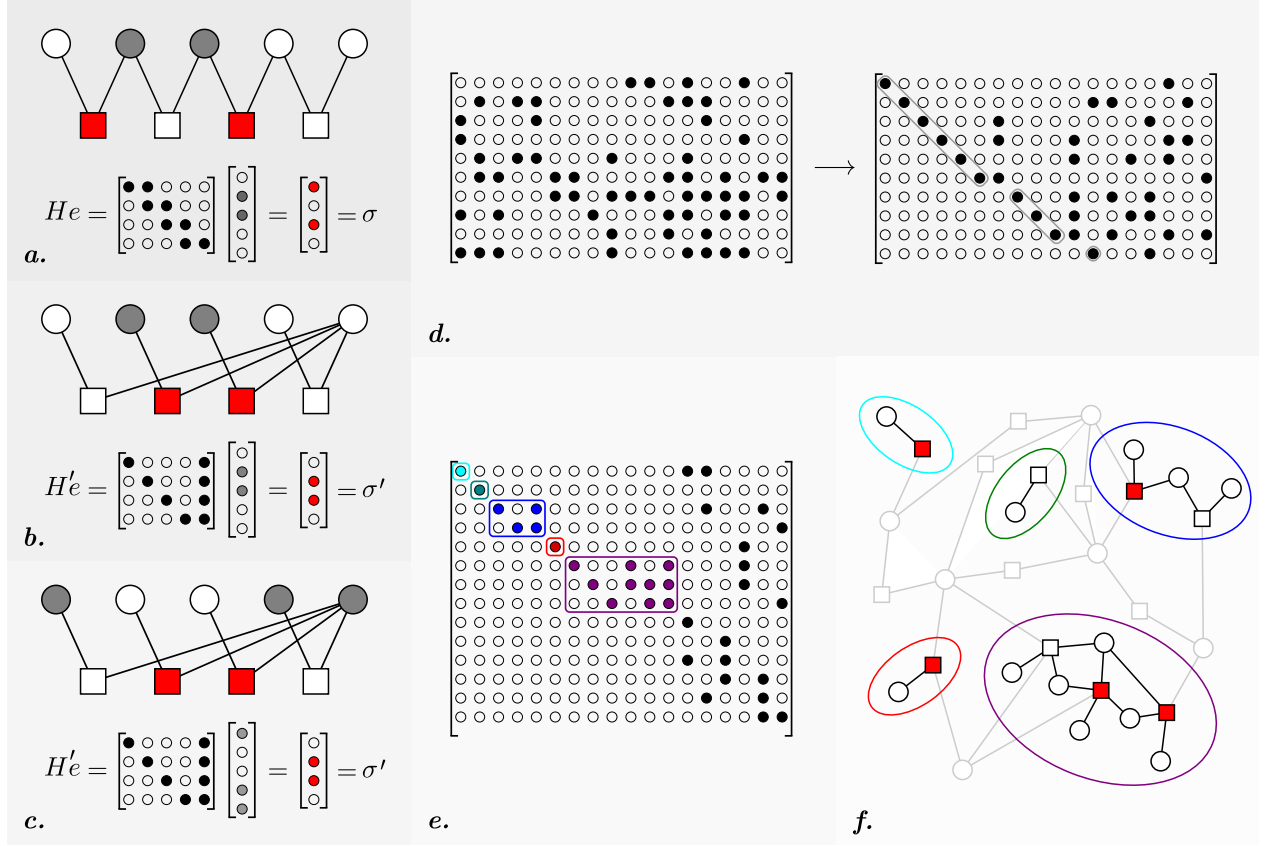 He = = σ
a.
H′e = = σ′
b.
H′e = = σ′
c.
→
d.
e.
f.